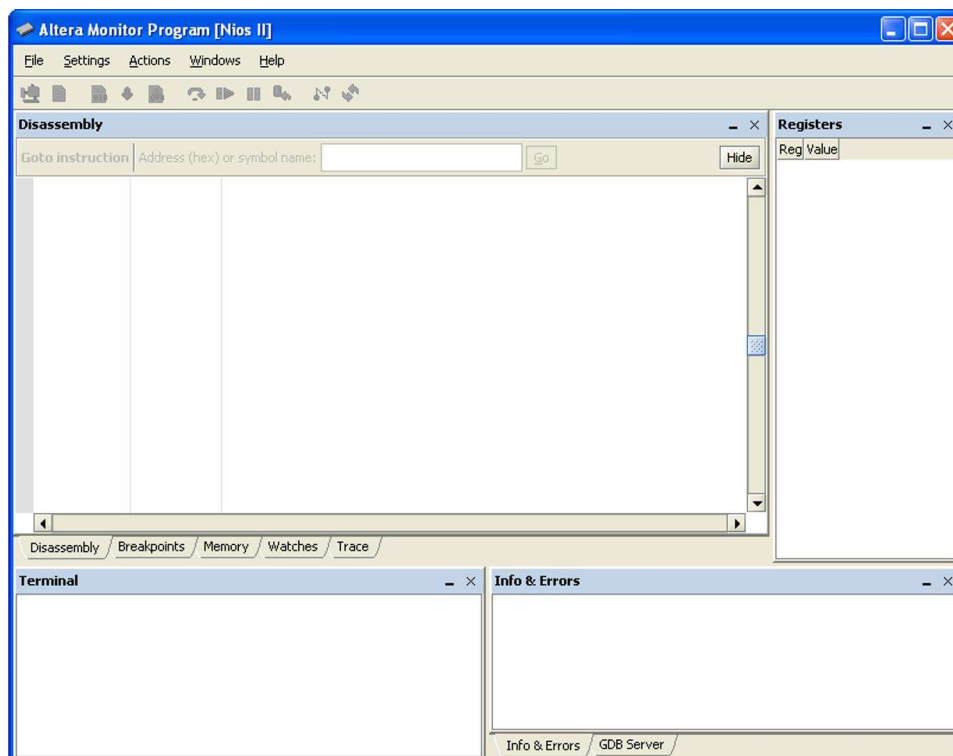 Altera Monitor Program [Nios II]
File Settings Actions Windows Help
Disassembly
Goto instruction Address (hex) or symbol name: Go Hide
Registers
Reg Value
Disassembly Breakpoints Memory Watches Trace
Terminal
Info & Errors
Info & Errors GDB Server